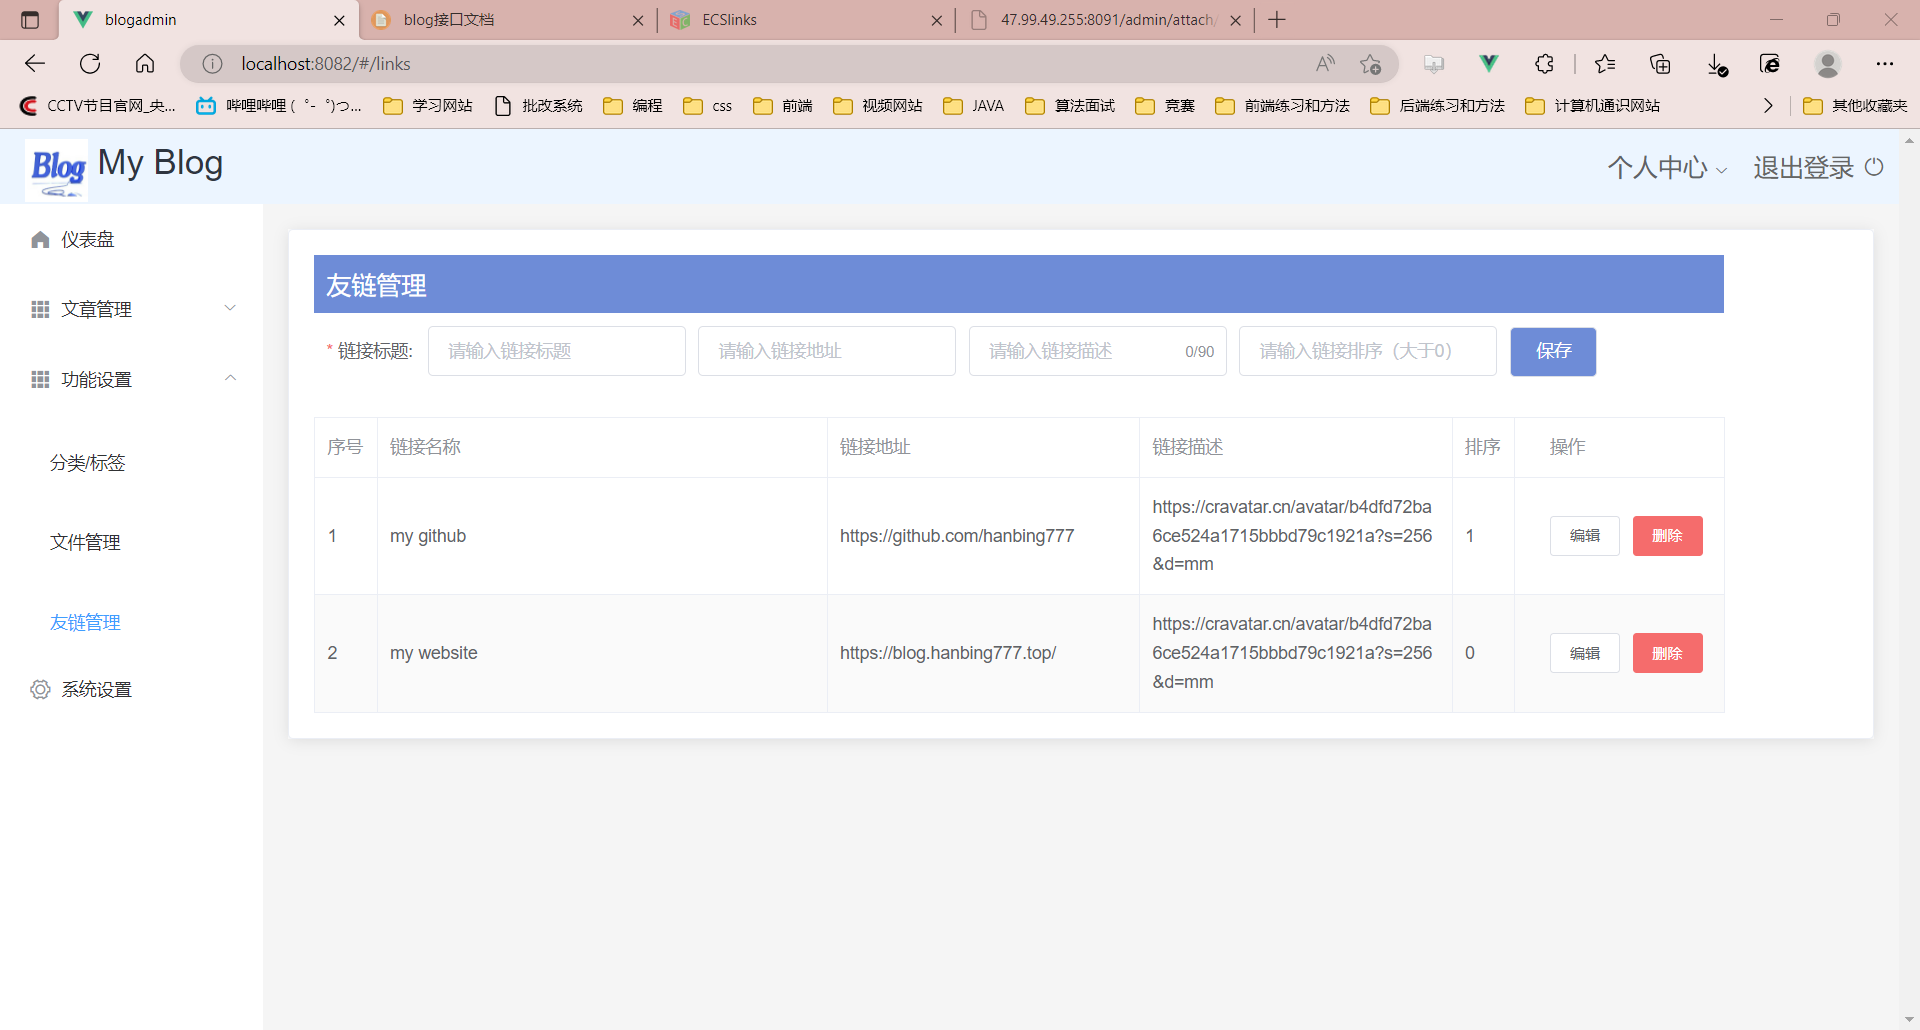 blogadmin
blog接口文档
ECSlinks
47.99.49.255:8091/admin/attach/
localhost:8082/#/links
CCTV节目官网_央...
哔哩哔哩 (゜-゜)つ...
学习网站
批改系统
编程
css
前端
视频网站
JAVA
算法面试
竞赛
前端练习和方法
后端练习和方法
计算机通识网站
其他收藏夹
Blog
My Blog
个人中心
退出登录
仪表盘
文章管理
功能设置
分类/标签
文件管理
友链管理
系统设置
友链管理
* 链接标题:
请输入链接标题
请输入链接地址
请输入链接描述
0/90
请输入链接排序（大于0）
保存
序号 链接名称 链接地址 链接描述 排序 操作
1 my github https://github.com/hanbing777
https://cravatar.cn/avatar/b4dfd72ba
6ce524a1715bbbd79c1921a?s=256
&d=mm
1 编辑 删除
2 my website https://blog.hanbing777.top/
https://cravatar.cn/avatar/b4dfd72ba
6ce524a1715bbbd79c1921a?s=256
&d=mm
0 编辑 删除